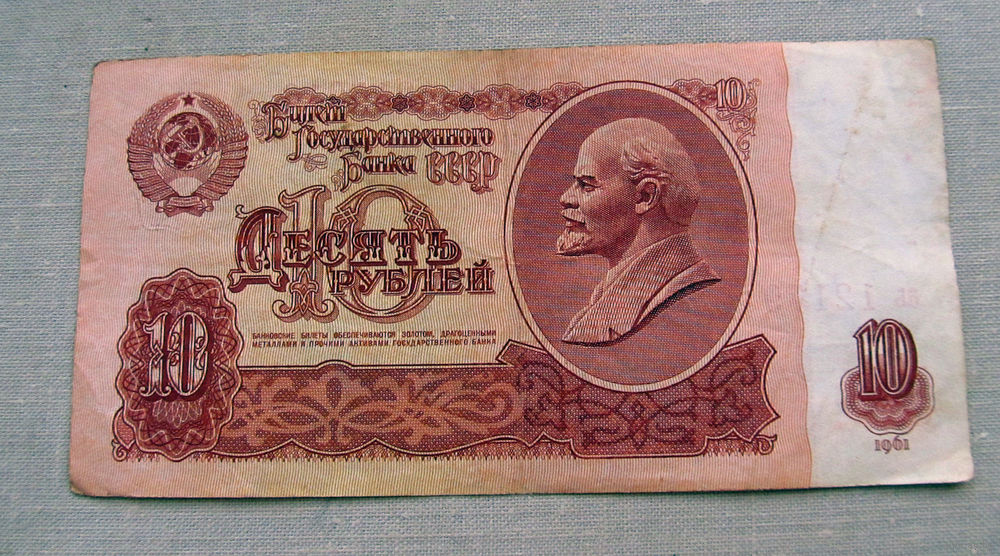 Билет
Государственного
Банка СССР
10
10
Десять
рублей
БАНКОВСКИЕ БИЛЕТЫ ОБЕСПЕЧИВАЮТСЯ ЗОЛОТОМ, ДРАГОЦЕННЫМИ
МЕТАЛЛАМИ И ПРОЧИМИ АКТИВАМИ ГОСУДАРСТВЕННОГО БАНКА
10
10
1961